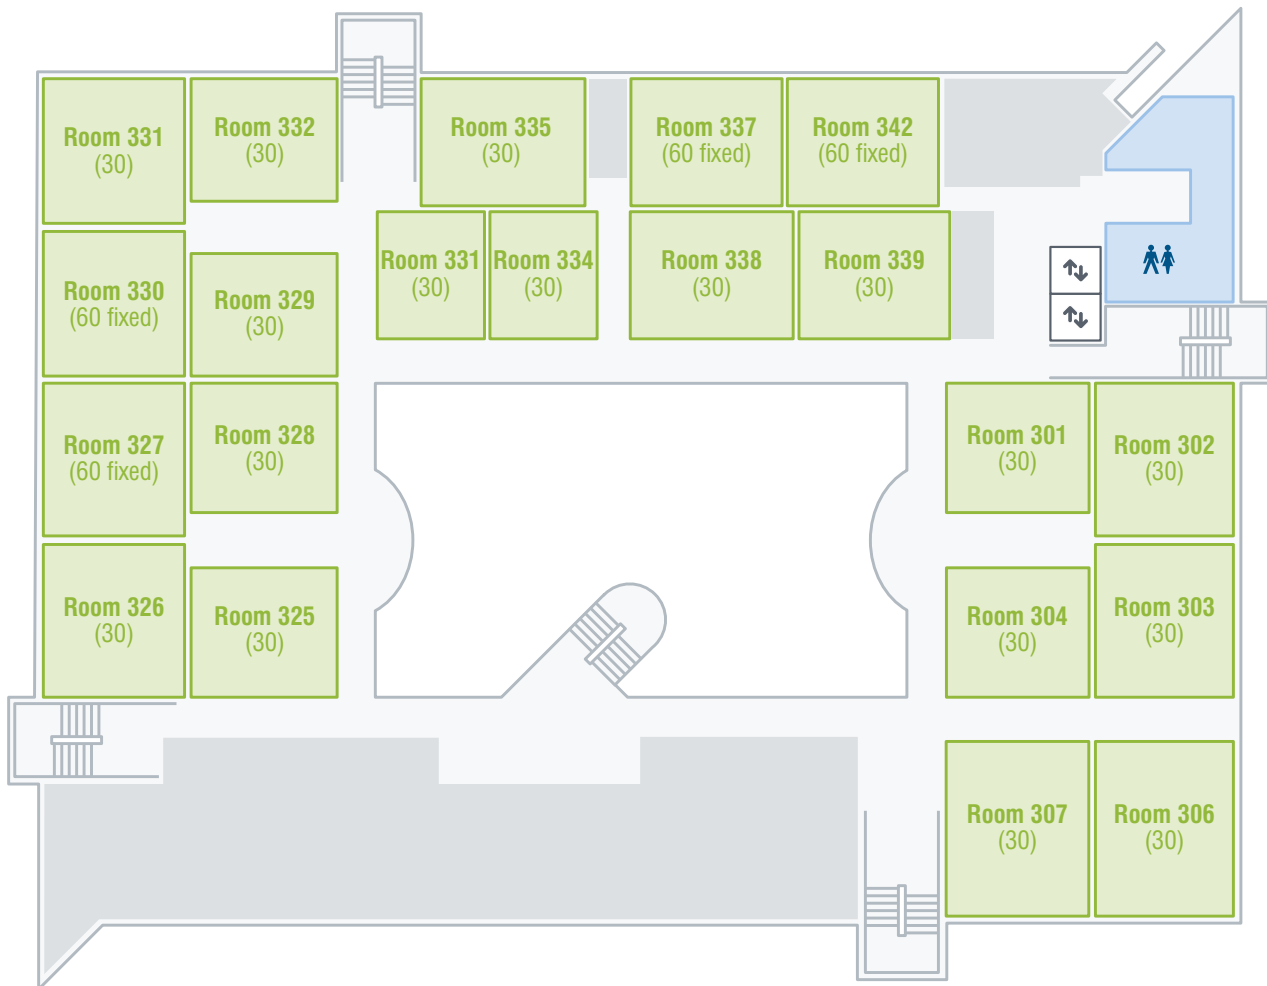 Room 331
(30)
Room 332
(30)
Room 335
(30)
Room 337
(60 fixed)
Room 342
(60 fixed)
Room 331
(30)
Room 334
(30)
Room 338
(30)
Room 339
(30)
Room 330
(60 fixed)
Room 329
(30)
Room 327
(60 fixed)
Room 328
(30)
Room 301
(30)
Room 302
(30)
Room 326
(30)
Room 325
(30)
Room 304
(30)
Room 303
(30)
Room 307
(30)
Room 306
(30)